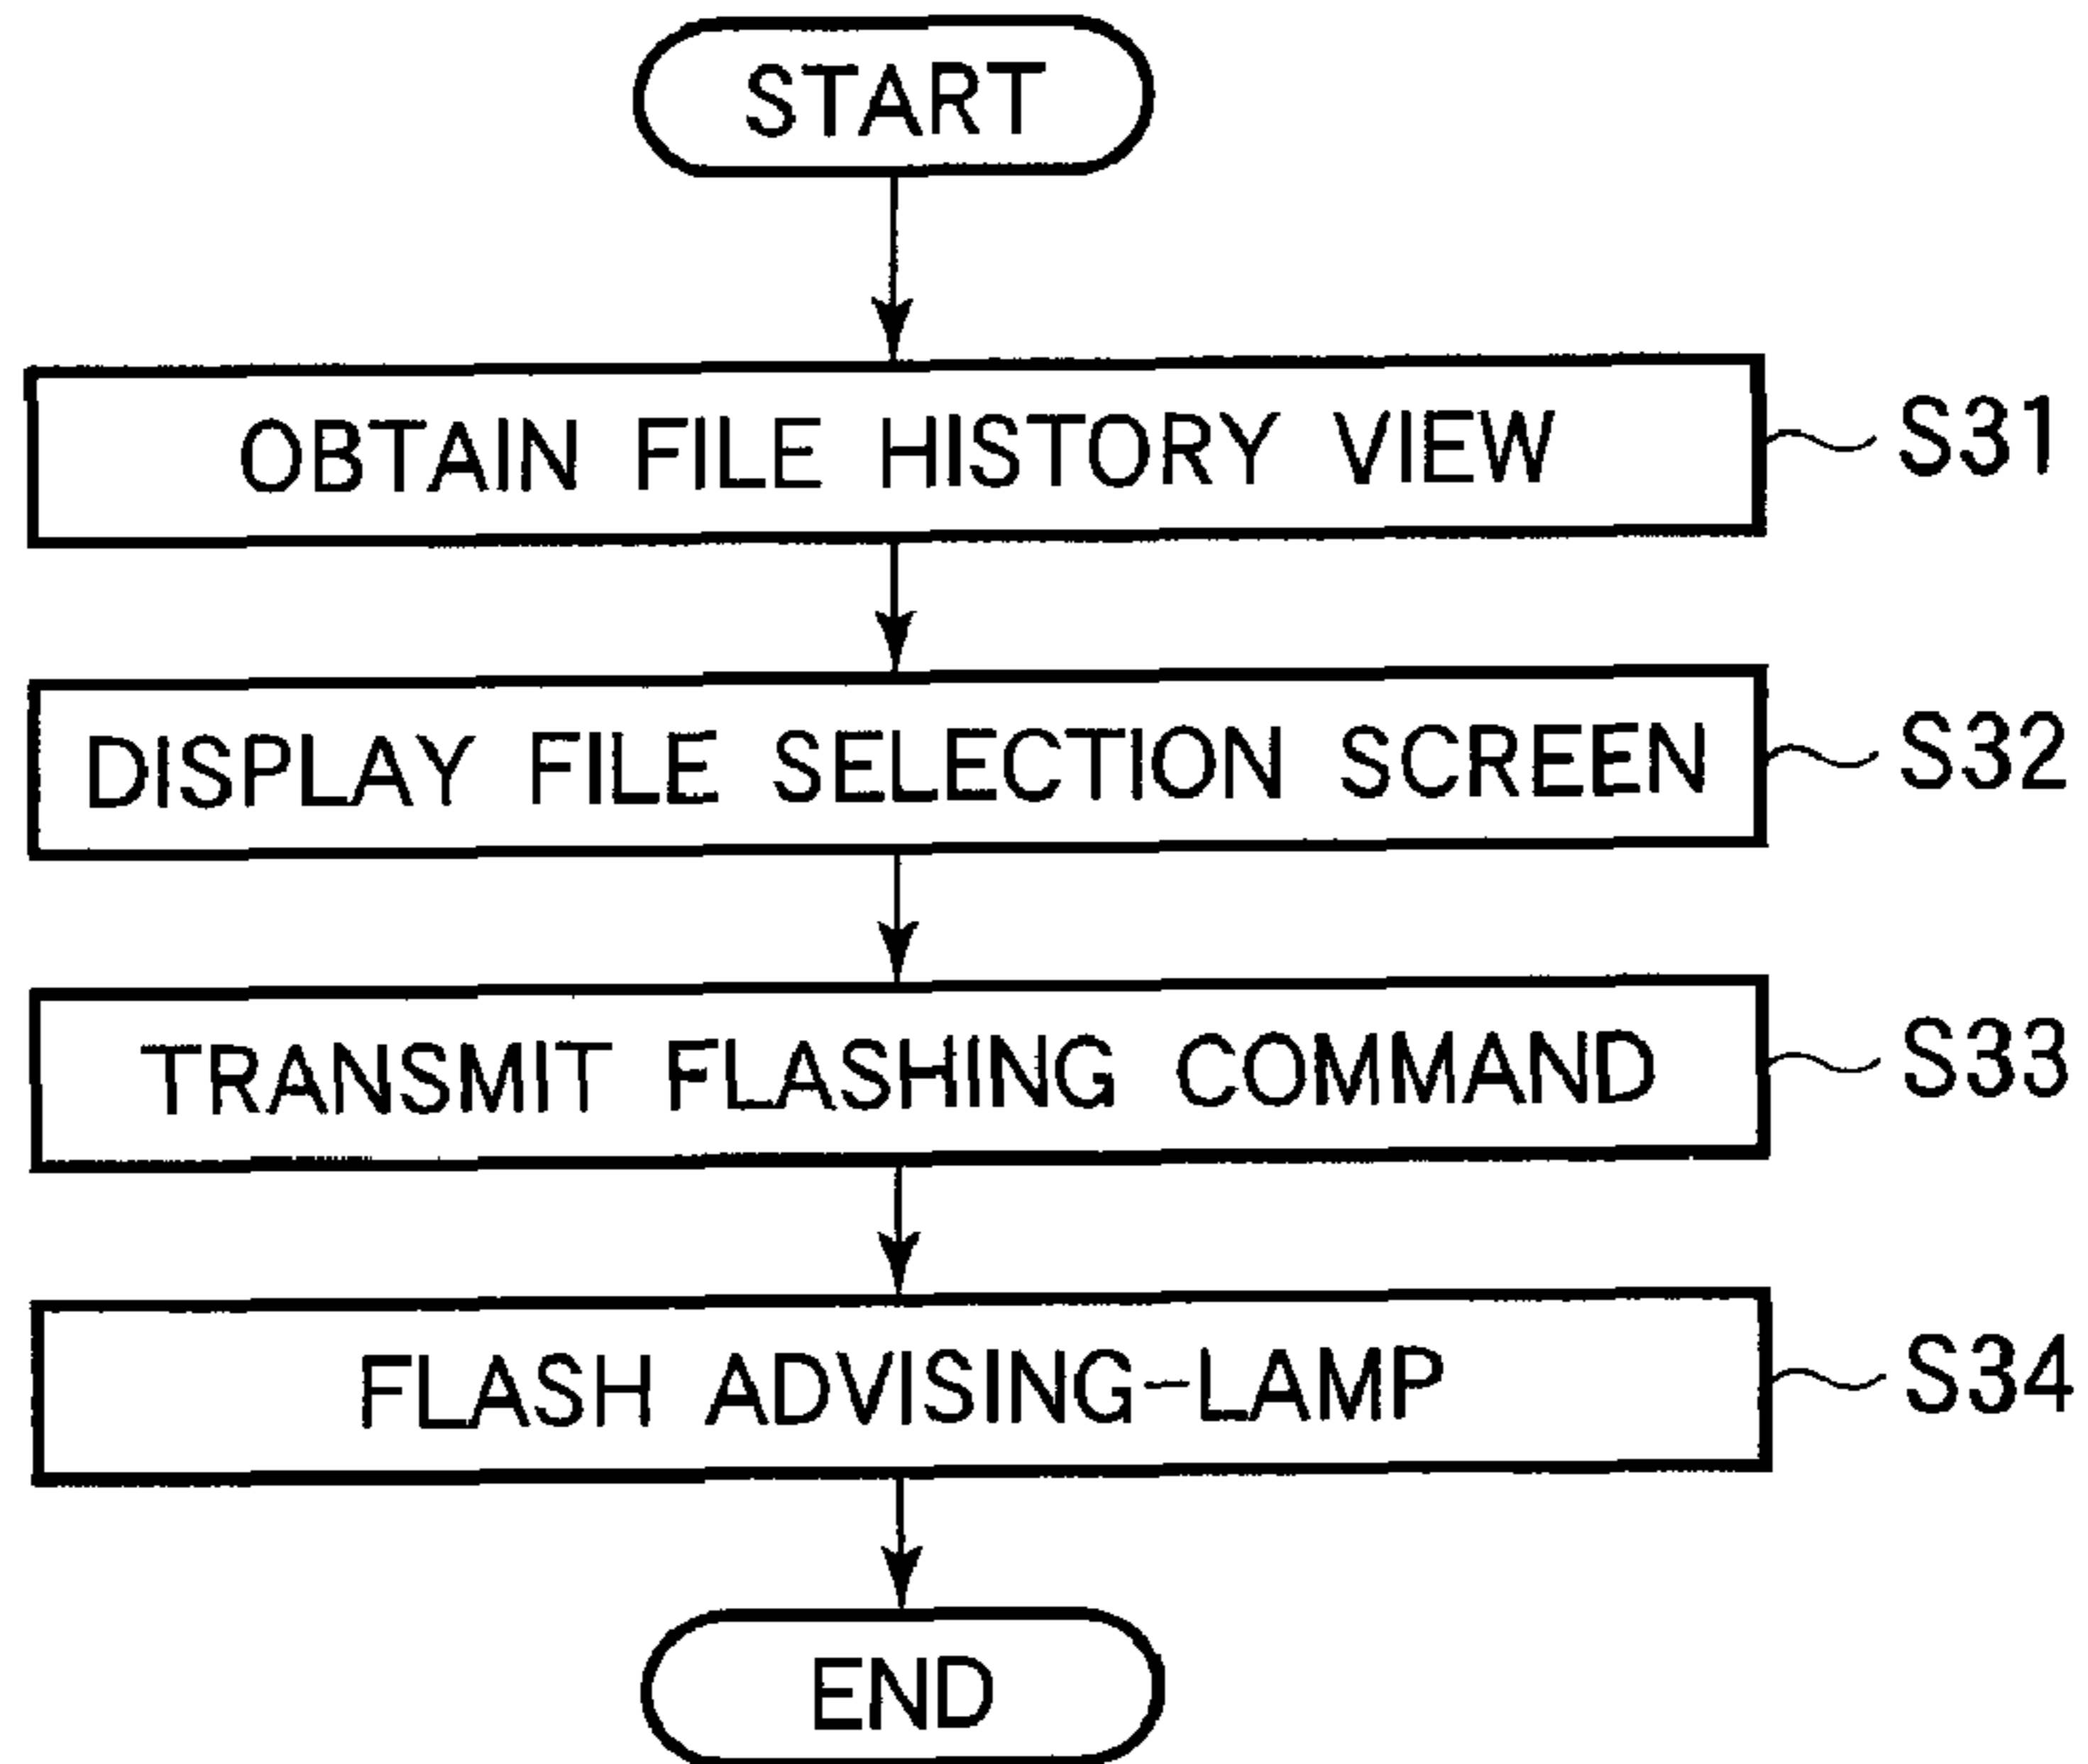 START
OBTAIN FILE HISTORY VIEW S31
DISPLAY FILE SELECTION SCREEN S32
TRANSMIT FLASHING COMMAND S33
FLASH ADVISING-LAMP S34
END